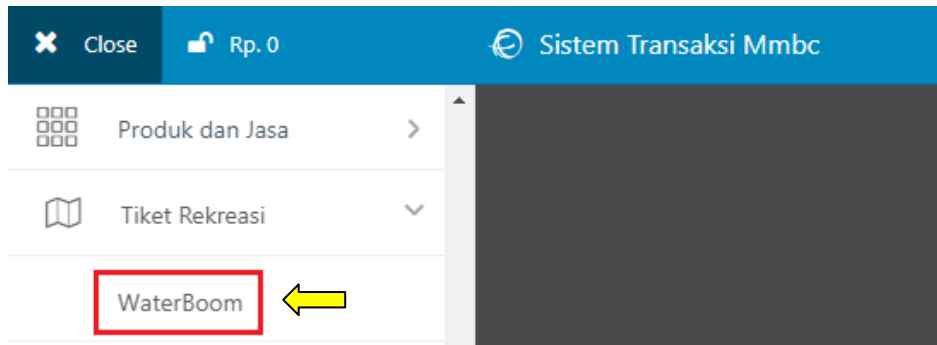 Close Rp. 0 Sistem Transaksi Mmbc
Produk dan Jasa
Tiket Rekreasi
WaterBoom